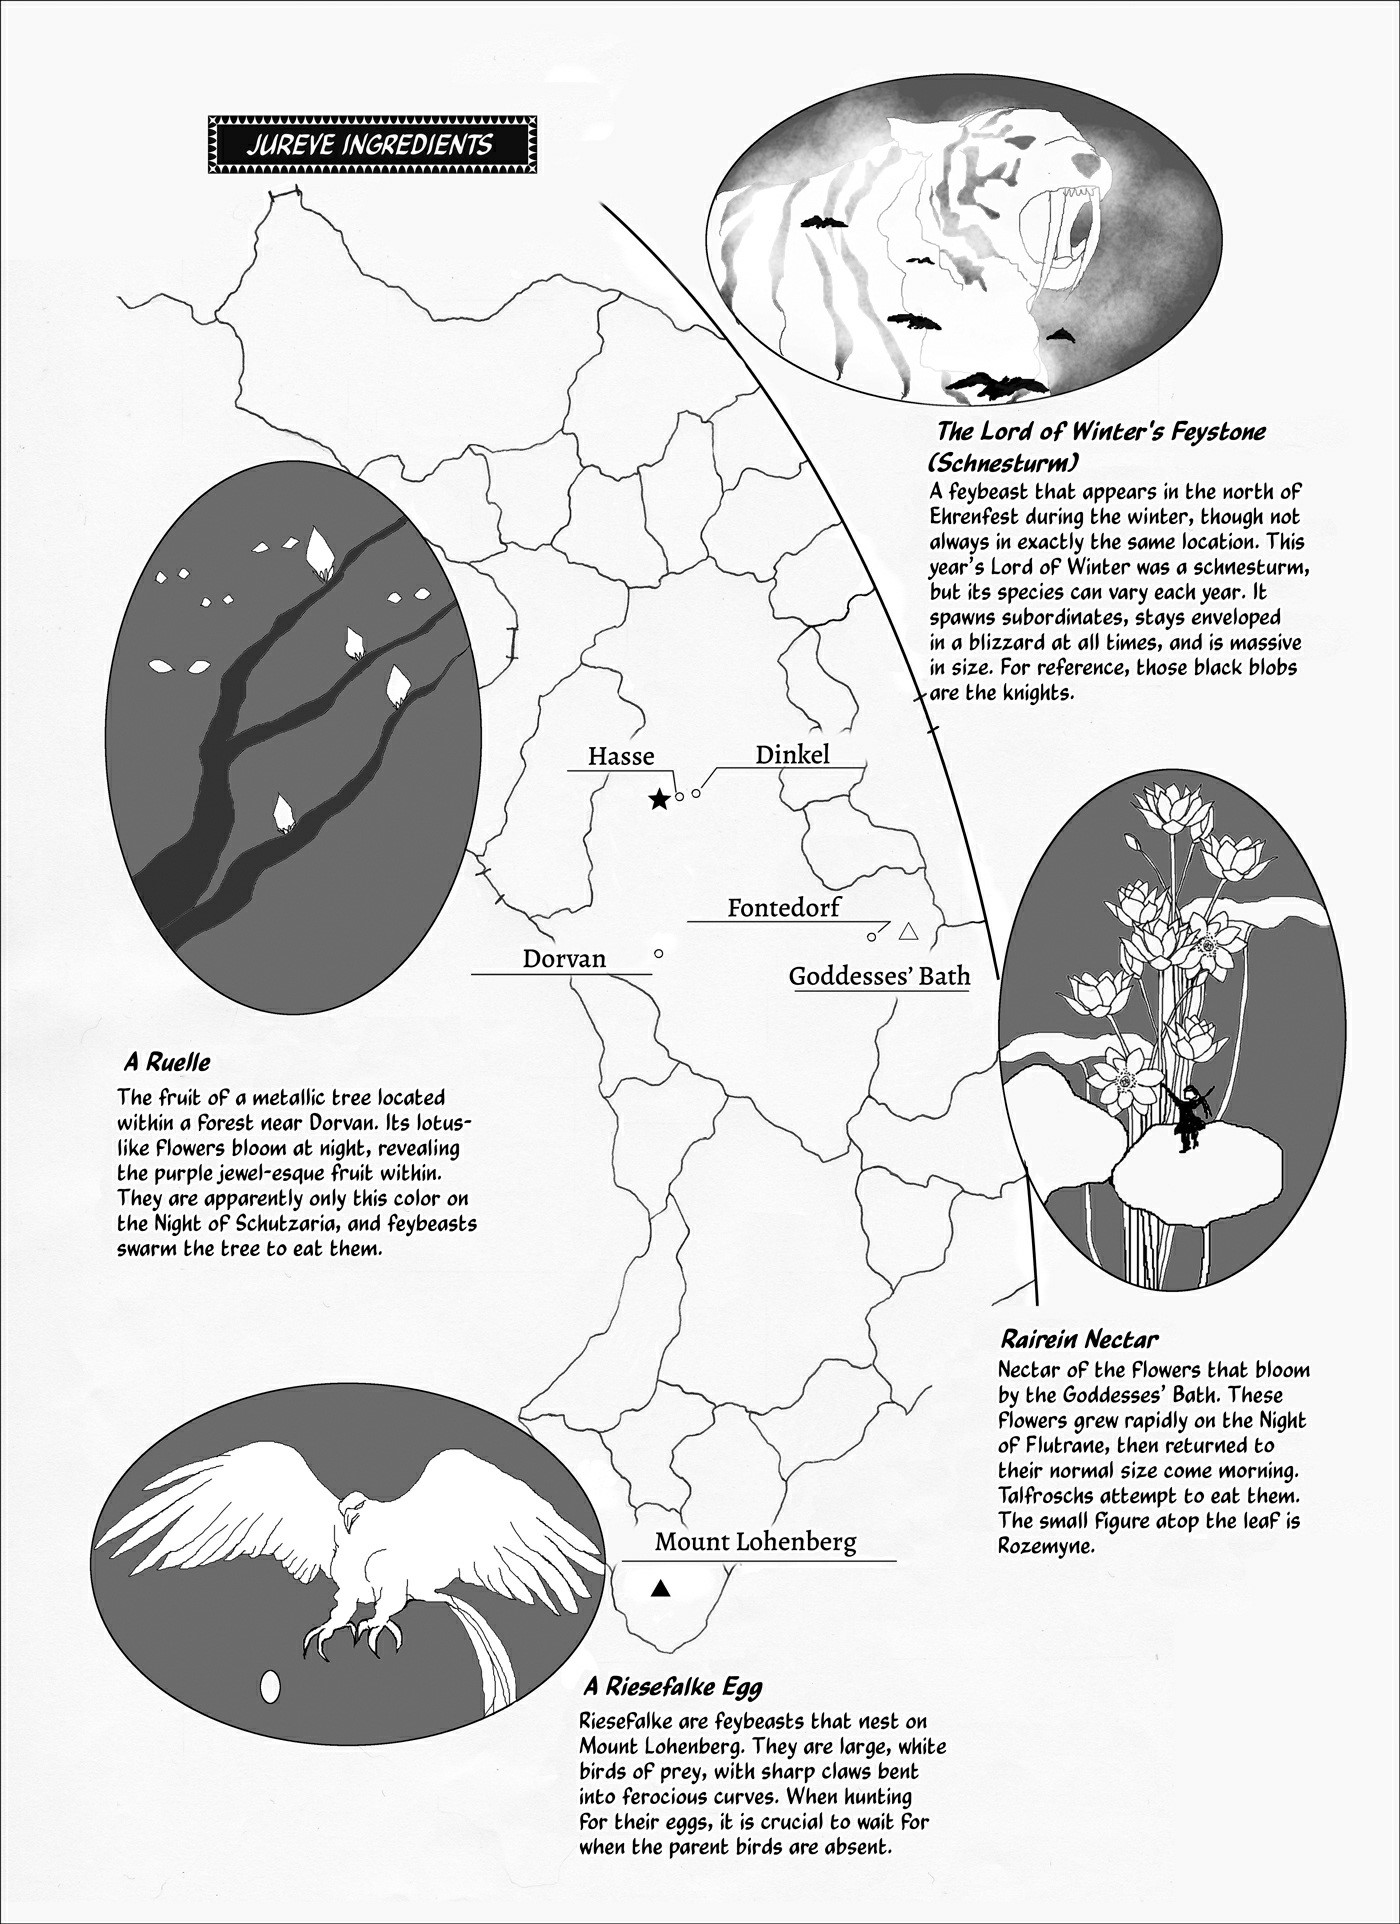 JUREVE INGREDIENTS
The Lord of Winter's Feystone
(Schnesturm)
A feybeast that appears in the north of
Ehrenfest during the winter, though not
always in exactly the same location. This
year's Lord of Winter was a schnesturm,
but its species can vary each year. It
spawns subordinates, stays enveloped
in a blizzard at all times, and is massive
in size. For reference, those black blobs
are the knights.
Hasse
Dinkel
Fontedorf
Dorvan
Goddesses’ Bath
A Ruelle
The fruit of a metallic tree located
within a forest near Dorvan. Its lotus-
like flowers bloom at night, revealing
the purple jewel-esque fruit within.
They are apparently only this color on
the Night of Schutzaria, and feybeasts
swarm the tree to eat them.
Rairein Nectar
Nectar of the flowers that bloom
by the Goddesses’ Bath. These
flowers grew rapidly on the Night
of Flutrane, then returned to
their normal size come morning.
Talfroschs attempt to eat them.
The small figure atop the leaf is
Rozemyne.
Mount Lohenberg
A Riesefalke Egg
Riesefalke are feybeasts that nest on
Mount Lohenberg. They are large, white
birds of prey, with sharp claws bent
into ferocious curves. When hunting
for their eggs, it is crucial to wait for
when the parent birds are absent.